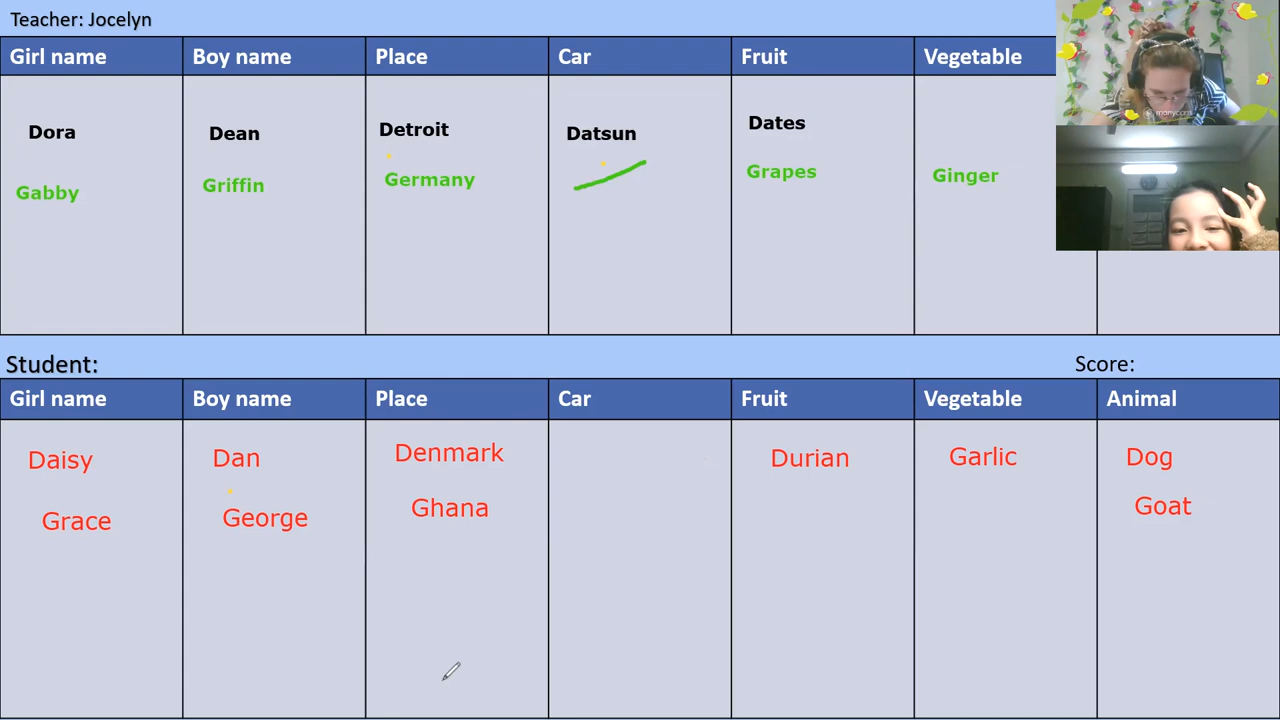 Teacher: Jocelyn
Girl name Boy name Place Car Fruit Vegetable
Dora Dean Detroit Datsun Dates
Gabby Griffin Germany Grapes Ginger
manycam
Student: Score:
Girl name Boy name Place Car Fruit Vegetable Animal
Daisy Dan Denmark Durian Garlic Dog
Grace George Ghana Goat